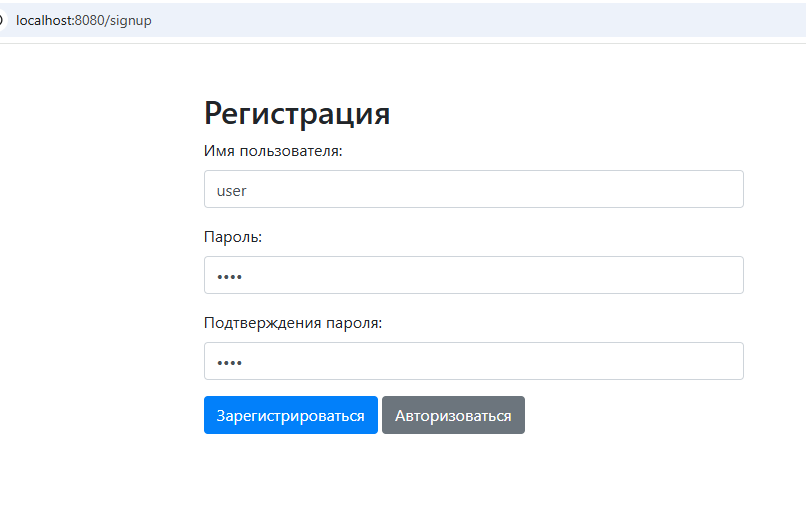 localhost:8080/signup
Регистрация
Имя пользователя:
user
Пароль:
••••
Подтверждения пароля:
••••
Зарегистрироваться Авторизоваться